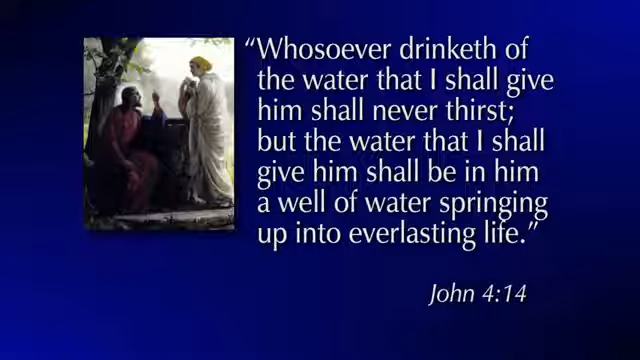 “Whosoever drinketh of
the water that I shall give
him shall never thirst;
but the water that I shall
give him shall be in him
a well of water springing
up into everlasting life.”
John 4:14